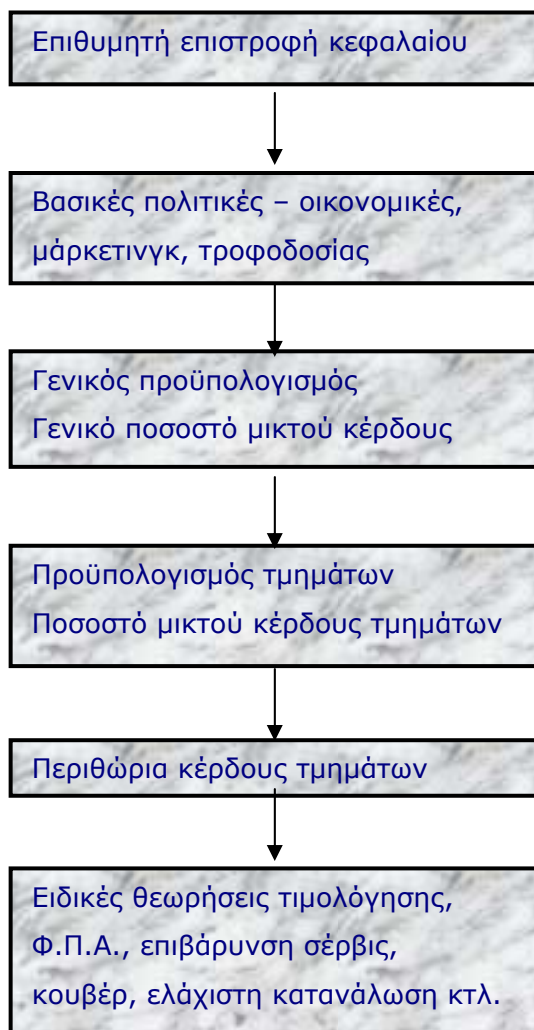 Επιθυμητή επιστροφή κεφαλαίου
Βασικές πολιτικές – οικονομικές,
μάρκετινγκ, τροφοδοσίας
Γενικός προϋπολογισμός
Γενικό ποσοστό μικτού κέρδους
Προϋπολογισμός τμημάτων
Ποσοστό μικτού κέρδους τμημάτων
Περιθώρια κέρδους τμημάτων
Ειδικές θεωρήσεις τιμολόγησης,
Φ.Π.Α., επιβάρυνση σέρβις,
κουβέρ, ελάχιστη κατανάλωση κτλ.